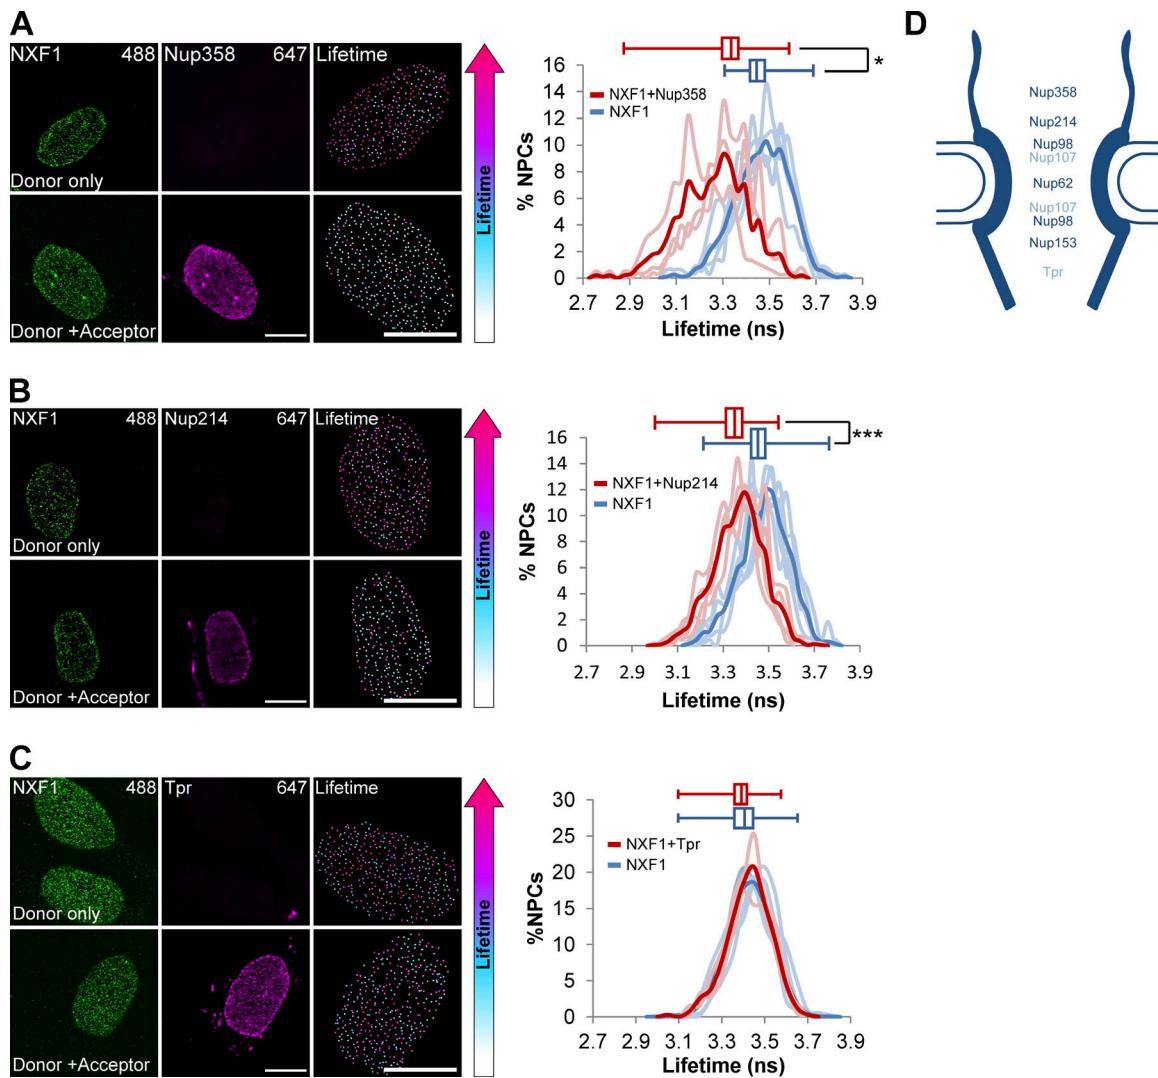 A
NXF1 488 Nup358 647 Lifetime
Donor only
Donor +Acceptor
Lifetime
*
16
14
12
10
8
6
4
2
0
% NPCs
NXF1+Nup358
NXF1
2.7 2.9 3.1 3.3 3.5 3.7 3.9
Lifetime (ns)
D
Nup358
Nup214
Nup98
Nup107
Nup62
Nup107
Nup98
Nup153
Tpr
B
NXF1 488 Nup214 647 Lifetime
Donor only
Donor +Acceptor
Lifetime
***
16
14
12
10
8
6
4
2
0
% NPCs
NXF1+Nup214
NXF1
2.7 2.9 3.1 3.3 3.5 3.7 3.9
Lifetime (ns)
C
NXF1 488 Tpr 647 Lifetime
Donor only
Donor +Acceptor
Lifetime
30
25
20
15
10
5
0
%NPCs
NXF1+Tpr
NXF1
2.7 2.9 3.1 3.3 3.5 3.7 3.9
Lifetime (ns)